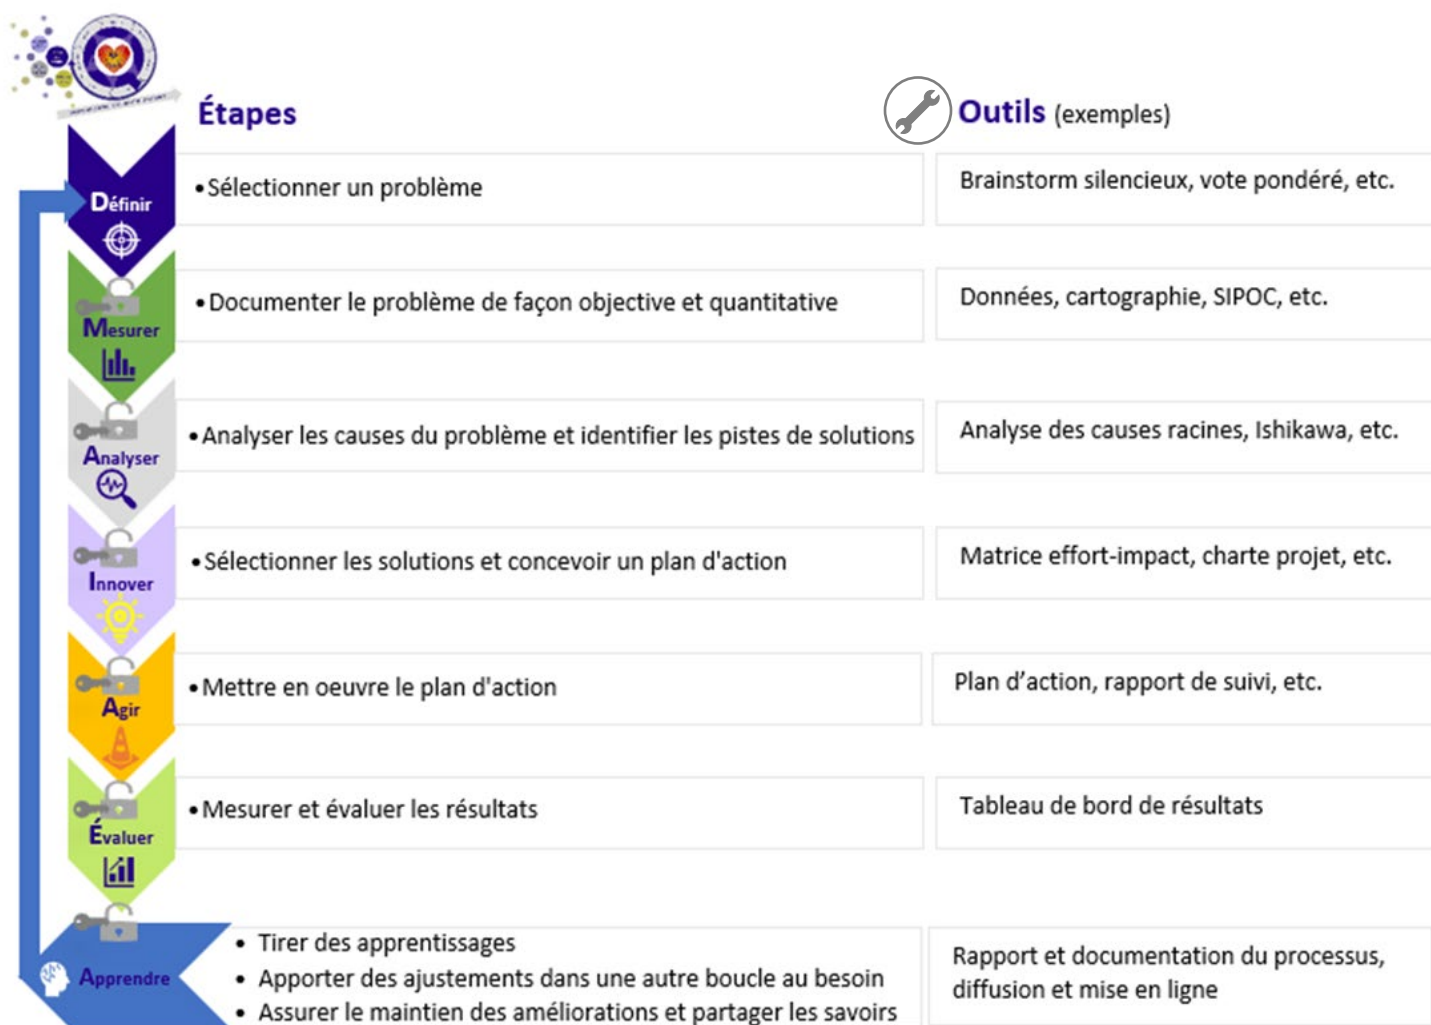 Étapes
Outils (exemples)
Définir
•Sélectionner un problème
Brainstorm silencieux, vote pondéré, etc.
Mesurer
•Documenter le problème de façon objective et quantitative
Données, cartographie, SIPOC, etc.
Analyser
•Analyser les causes du problème et identifier les pistes de solutions
Analyse des causes racines, Ishikawa, etc.
Innover
•Sélectionner les solutions et concevoir un plan d'action
Matrice effort-impact, charte projet, etc.
Agir
•Mettre en oeuvre le plan d'action
Plan d’action, rapport de suivi, etc.
Évaluer
•Mesurer et évaluer les résultats
Tableau de bord de résultats
Apprendre
• Tirer des apprentissages
• Apporter des ajustements dans une autre boucle au besoin
• Assurer le maintien des améliorations et partager les savoirs
Rapport et documentation du processus,
diffusion et mise en ligne